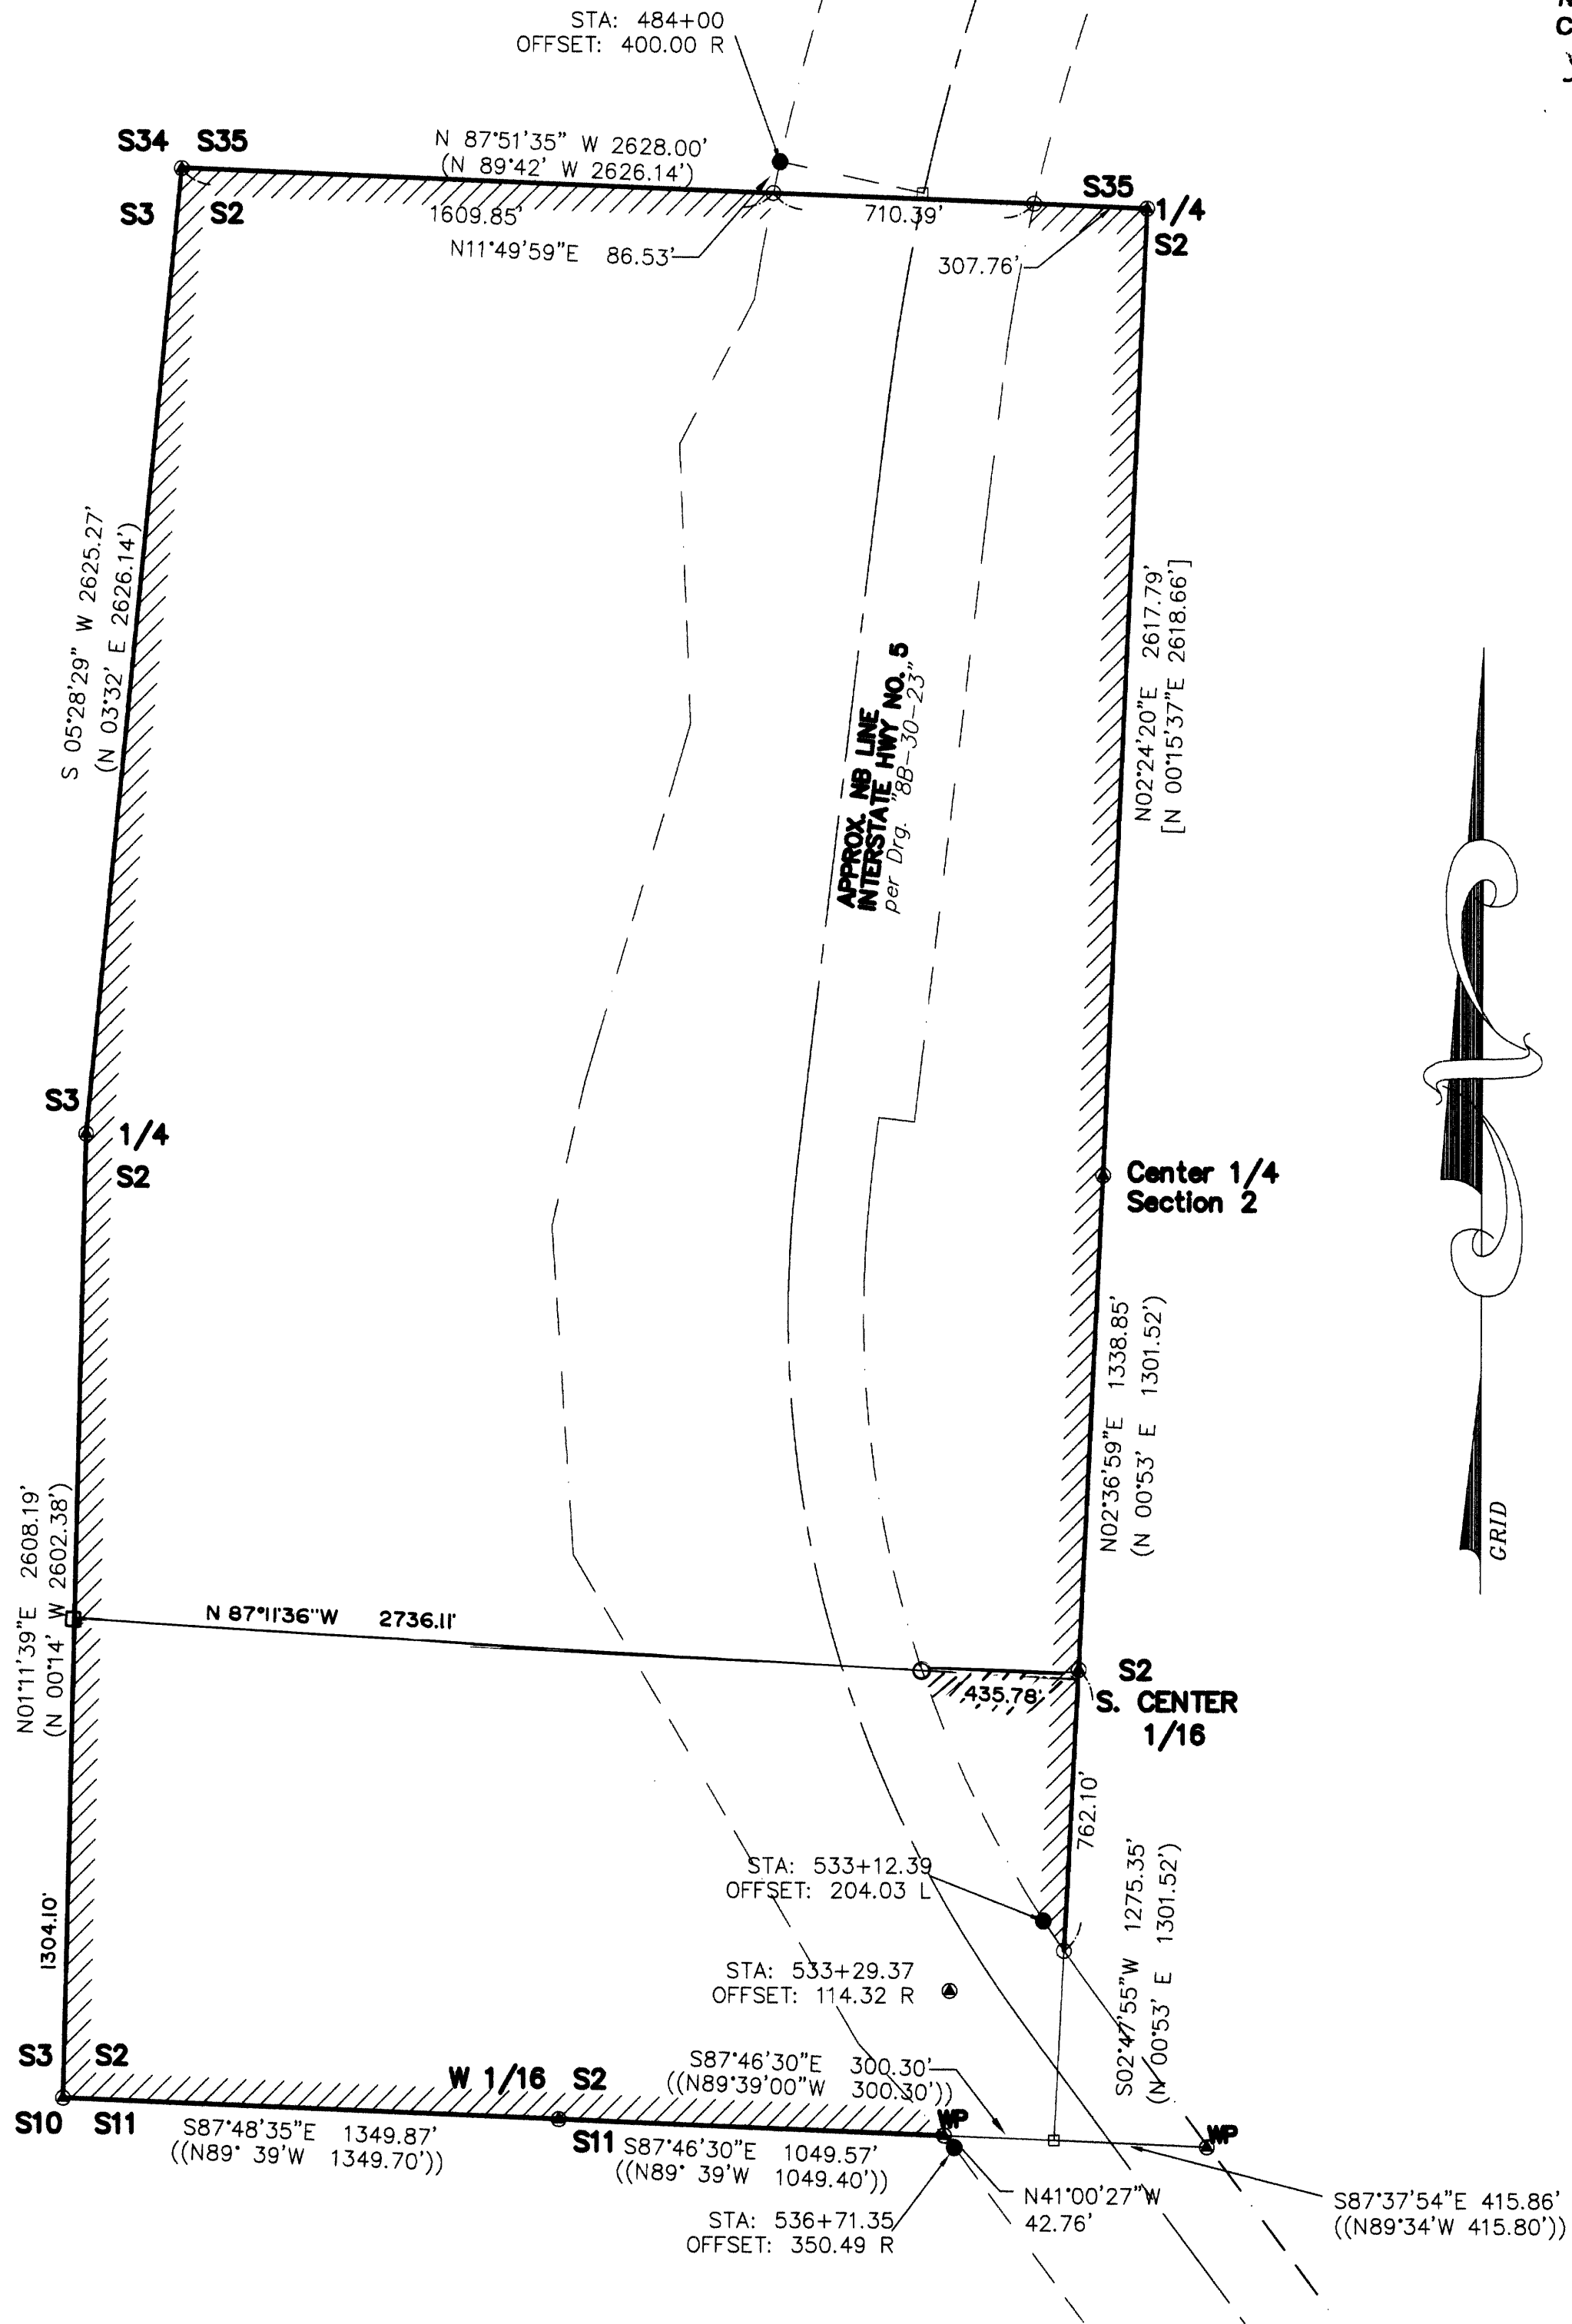 STA: 484+00
OFFSET: 400.00 R
S34 S35
N 87°51'35" W 2628.00'
(N 89°42' W 2626.14')
S35
S3 S2
1609.85'
710.39'
1/4
S2
N11°49'59"E 86.53'
307.76'
S 05°28'29" W 2625.27'
(N 03°32' E 2626.14')
N02°24'20"E 2617.79'
[N 00°15'37"E 2618.66']
APPROX. NB LINE
INTERSTATE HWY NO. 5
per Drg. "8B-30-23"
S3
1/4
S2
Center 1/4
Section 2
N02°36'59"E 1338.85'
(N 00°53' E 1301.52')
GRID
N01°11'39"E 2608.19'
(N 00°14' W 2602.38')
N 87°11'36"W 2736.11'
435.78'
S2
S. CENTER
1/16
762.10'
STA: 533+12.39
OFFSET: 204.03 L
S02°47'55"W 1275.35'
(N 00°53' E 1301.52')
1304.10'
STA: 533+29.37
OFFSET: 114.32 R
S3 S2
W 1/16 S2
S87°46'30"E 300.30'
((N89°39'00"W 300.30'))
WP
WP
S10 S11
S87°48'35"E 1349.87'
((N89° 39'W 1349.70'))
S11
S87°46'30"E 1049.57'
((N89° 39'W 1049.40'))
N41°00'27"W
42.76'
S87°37'54"E 415.86'
((N89°34'W 415.80'))
STA: 536+71.35
OFFSET: 350.49 R